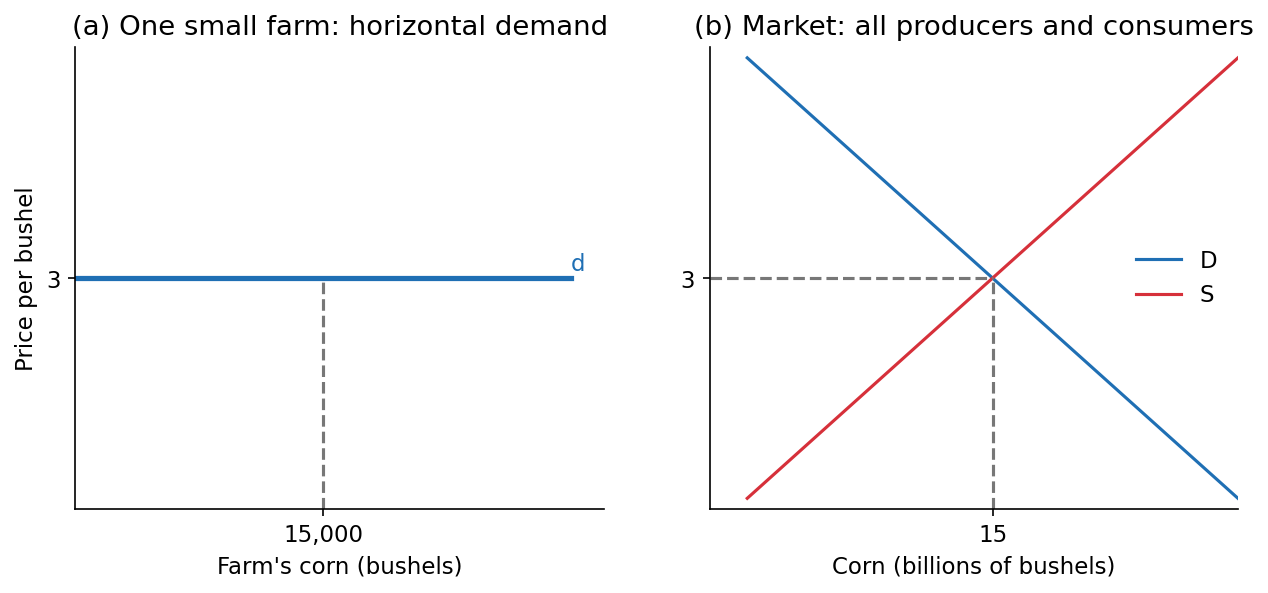 (a) One small farm: horizontal demand
Price per bushel
3
d
15,000
Farm's corn (bushels)
(b) Market: all producers and consumers
3
D
S
15
Corn (billions of bushels)